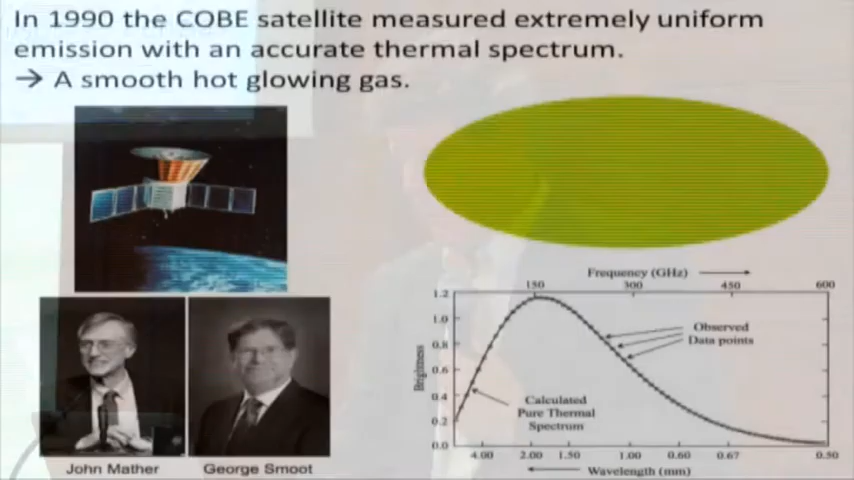 In 1990 the COBE satellite measured extremely uniform
emission with an accurate thermal spectrum.
→ A smooth hot glowing gas.
John Mather
George Smoot
Frequency (GHz)
150 300 450 600
1.2
1.0
0.8
0.6
0.4
0.2
0.0
Brightness
Observed
Data points
Calculated
Pure Thermal
Spectrum
4.00 2.00 1.50 1.00 0.60 0.67 0.50
Wavelength (mm)